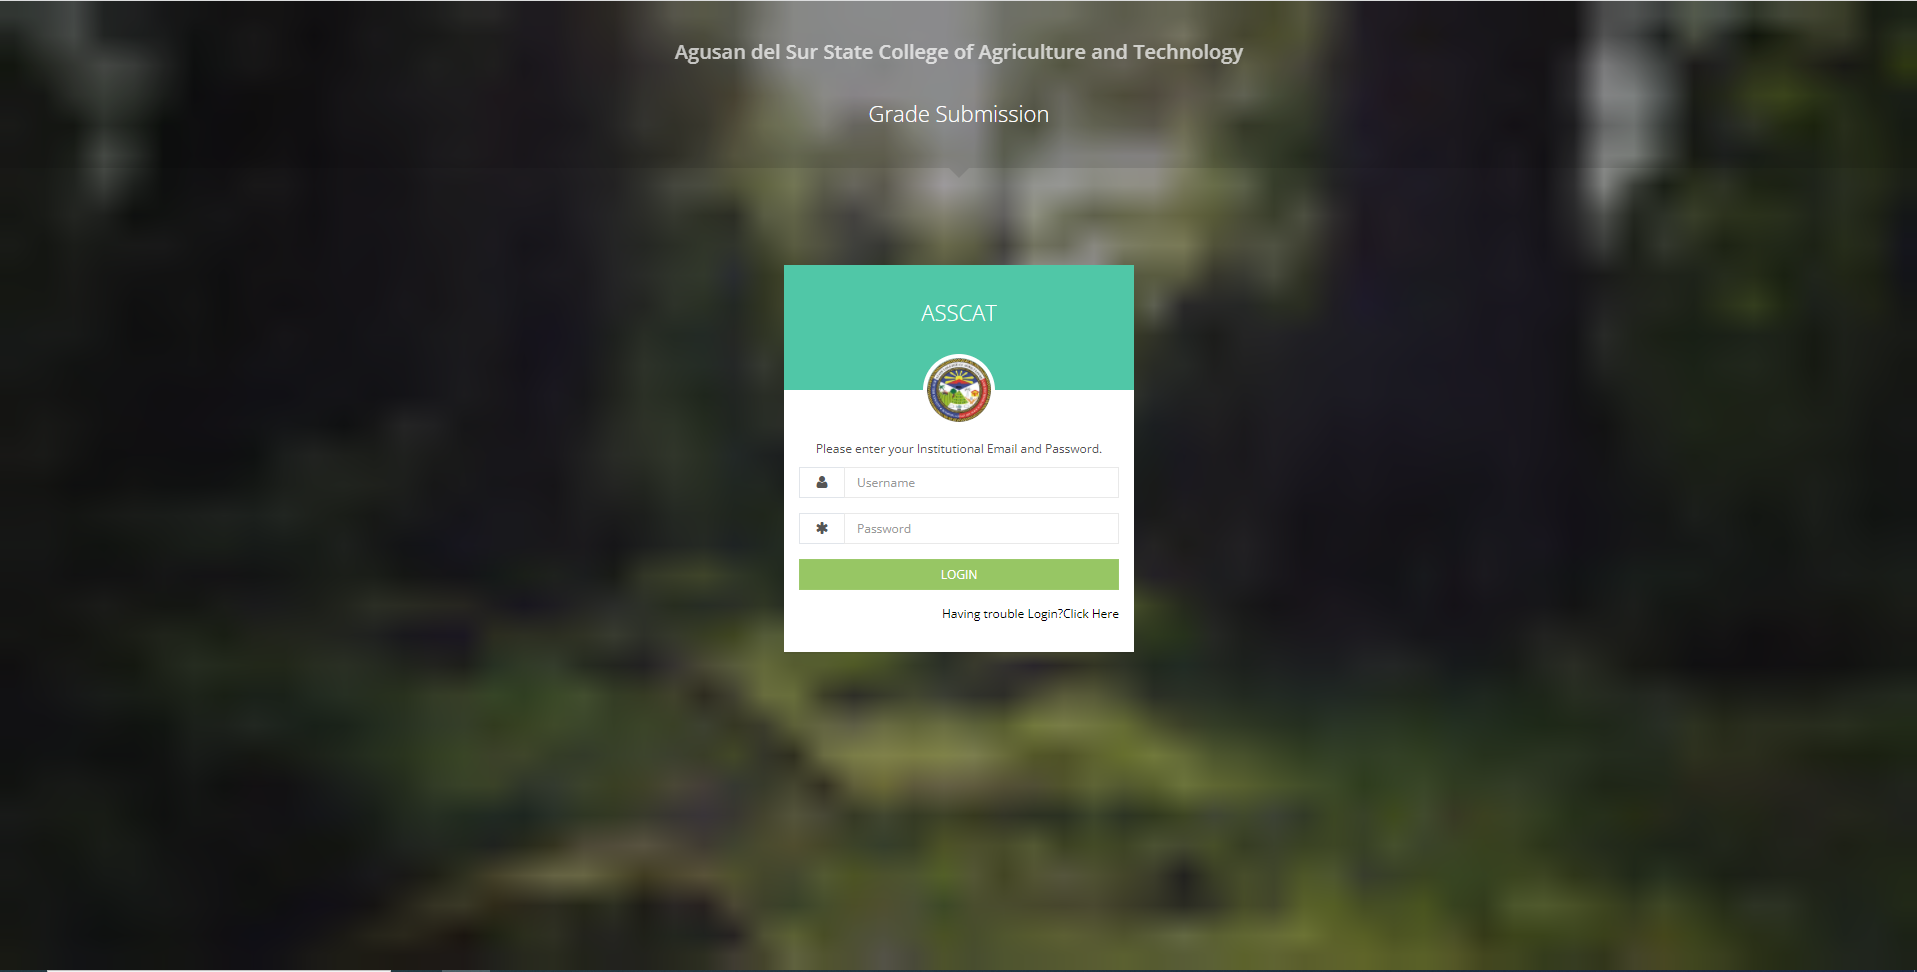 Agusan del Sur State College of Agriculture and Technology
Grade Submission
ASSCAT
Please enter your Institutional Email and Password.
Username
Password
LOGIN
Having trouble Login?Click Here